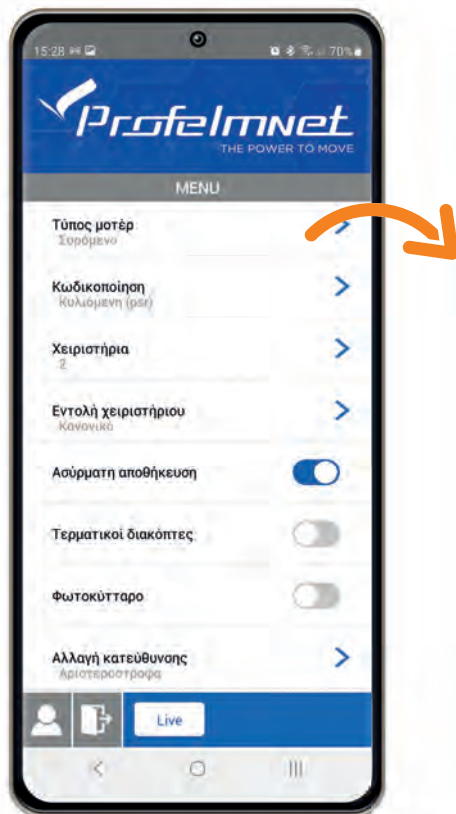 15:28 70%
Profelmnet
THE POWER TO MOVE
MENU
Τύπος μοτέρ
Συρόμενο
Κωδικοποίηση
Κυλιόμενη (psr)
Χειριστήρια
2
Εντολή χειριστήριου
Κανονικό
Ασύρματη αποθήκευση
Τερματικοί διακόπτες
Φωτοκύτταρο
Αλλαγή κατεύθυνσης
Αριστερόστροφα
Live